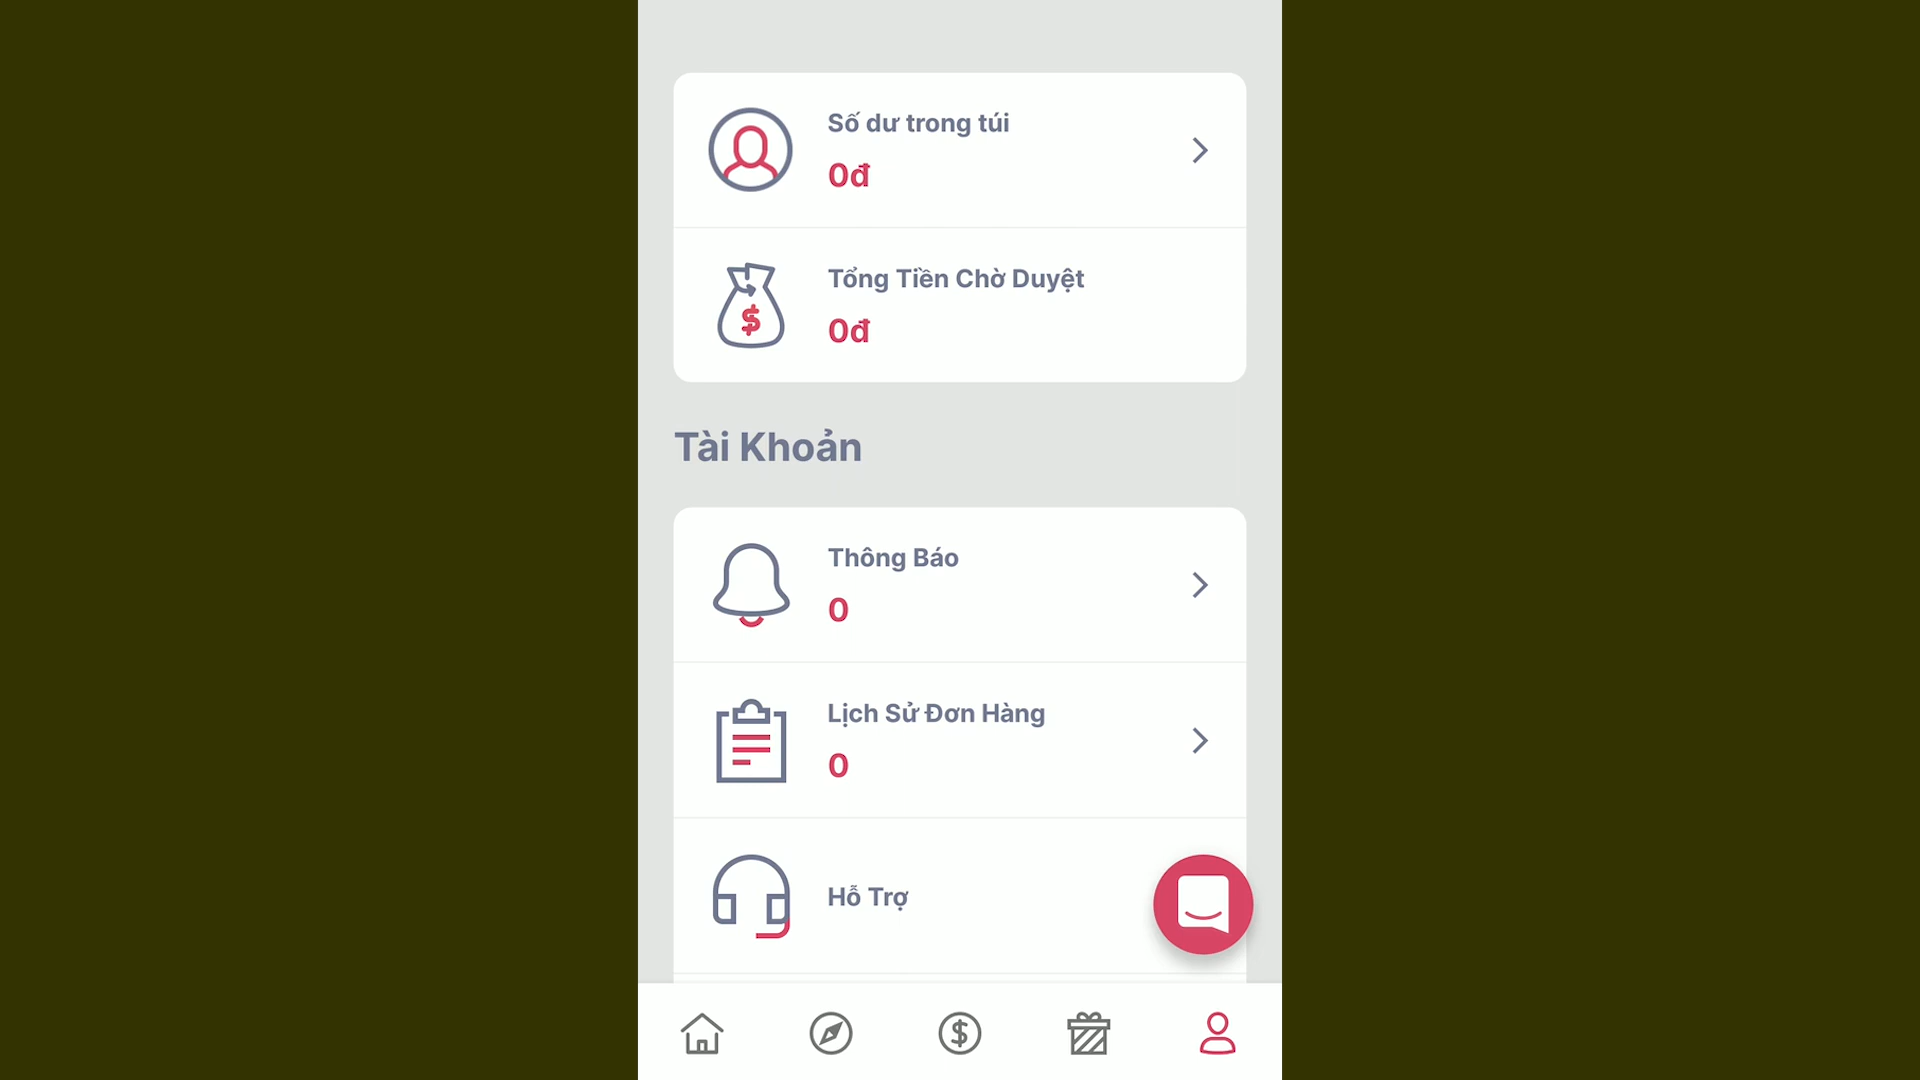 Số dư trong túi
0đ
Tổng Tiền Chờ Duyệt
0đ
Tài Khoản
Thông Báo
0
Lịch Sử Đơn Hàng
0
Hỗ Trợ